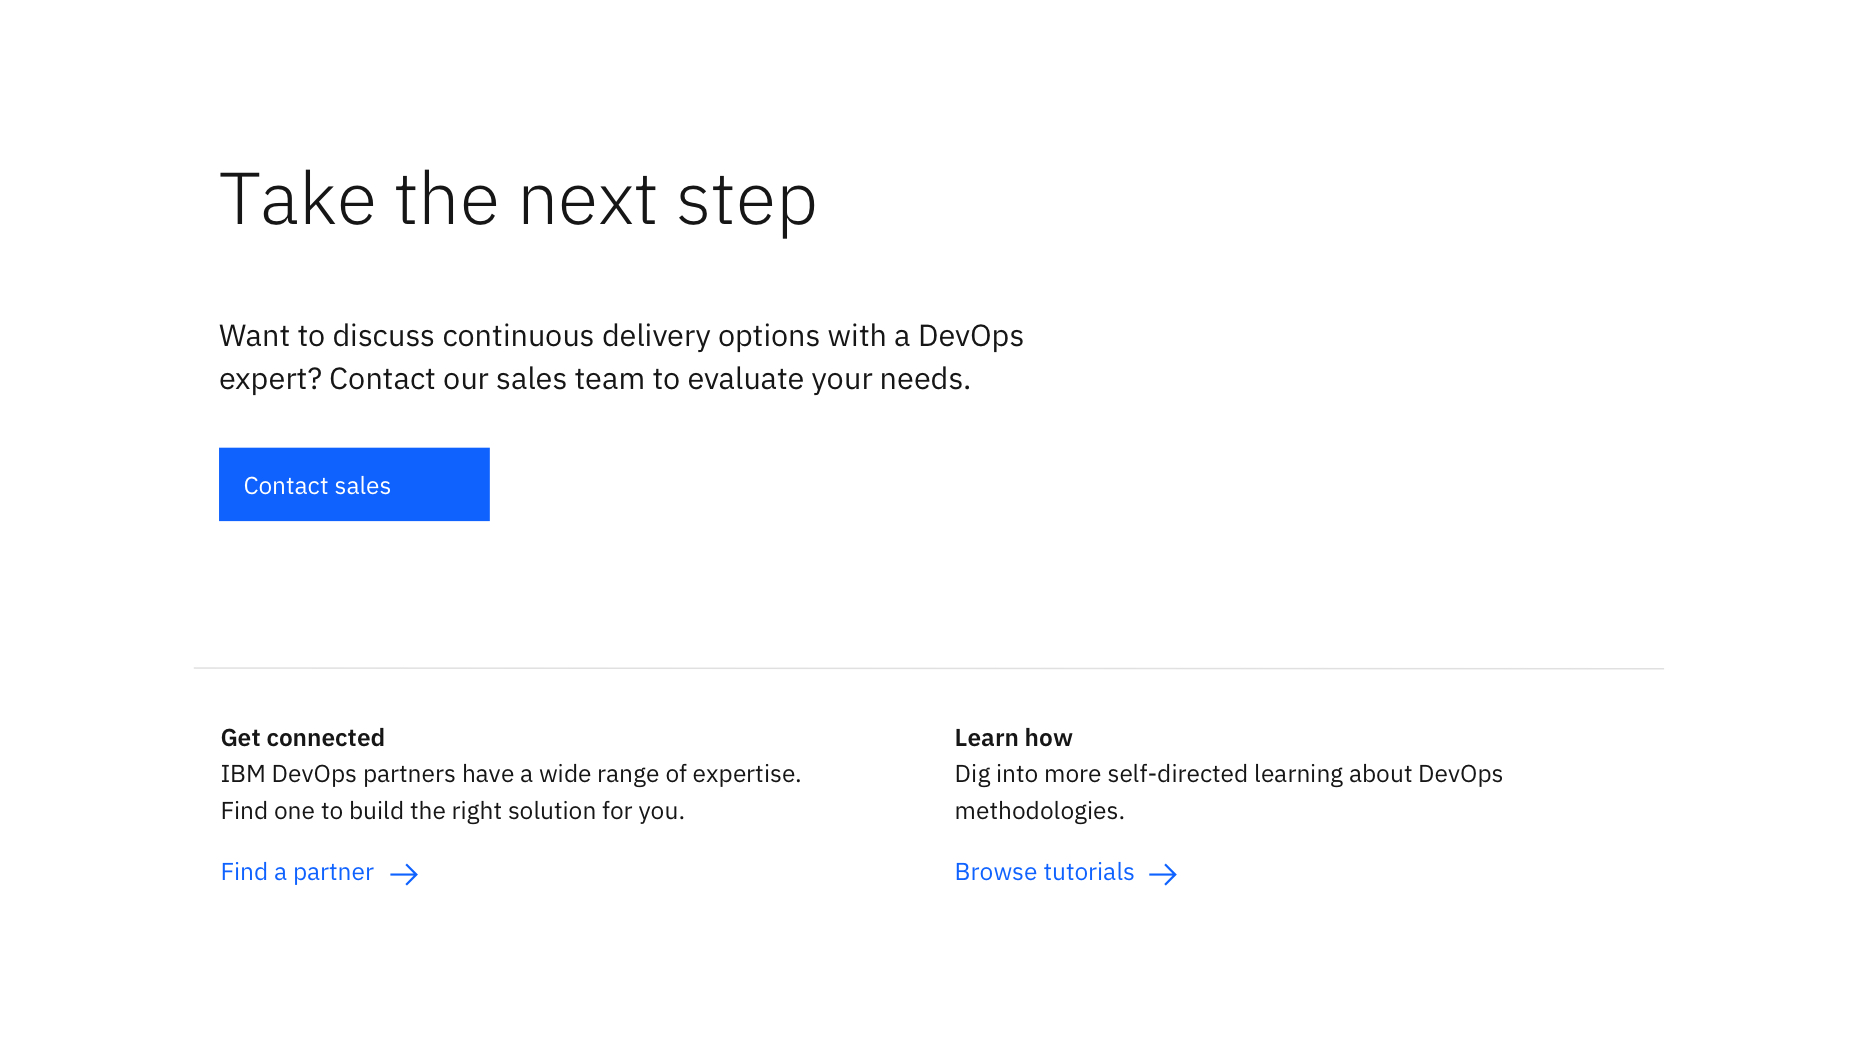 Take the next step
Want to discuss continuous delivery options with a DevOps
expert? Contact our sales team to evaluate your needs.
Contact sales
Get connected
IBM DevOps partners have a wide range of expertise.
Find one to build the right solution for you.
Find a partner
Learn how
Dig into more self-directed learning about DevOps
methodologies.
Browse tutorials